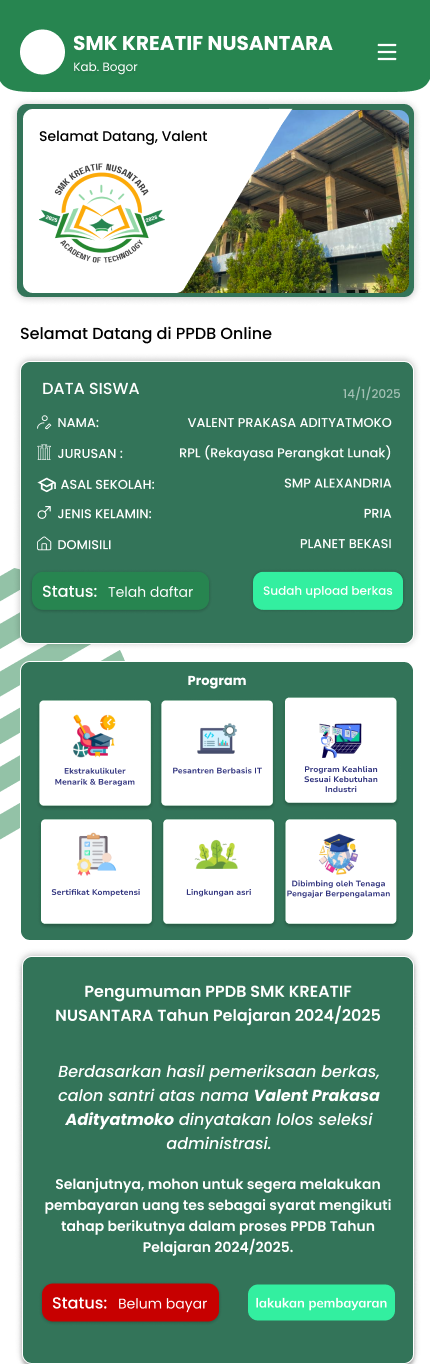 SMK KREATIF NUSANTARA
Kab. Bogor
Selamat Datang, Valent
SMK KREATIF NUSANTARA
2025
2026
ACADEMY OF TECHNOLOGY
Selamat Datang di PPDB Online
DATA SISWA
14/1/2025
NAMA: VALENT PRAKASA ADITYATMOKO
JURUSAN : RPL (Rekayasa Perangkat Lunak)
ASAL SEKOLAH: SMP ALEXANDRIA
JENIS KELAMIN: PRIA
DOMISILI PLANET BEKASI
Status: Telah daftar
Sudah upload berkas
Program
Ekstrakulikuler
Menarik & Beragam
Pesantren Berbasis IT
Program Keahlian
Sesuai Kebutuhan
Industri
Sertifikat Kompetensi
Lingkungan asri
Dibimbing oleh Tenaga
Pengajar Berpengalaman
Pengumuman PPDB SMK KREATIF
NUSANTARA Tahun Pelajaran 2024/2025
Berdasarkan hasil pemeriksaan berkas,
calon santri atas nama Valent Prakasa
Adityatmoko dinyatakan lolos seleksi
administrasi.
Selanjutnya, mohon untuk segera melakukan
pembayaran uang tes sebagai syarat mengikuti
tahap berikutnya dalam proses PPDB Tahun
Pelajaran 2024/2025.
Status: Belum bayar
lakukan pembayaran